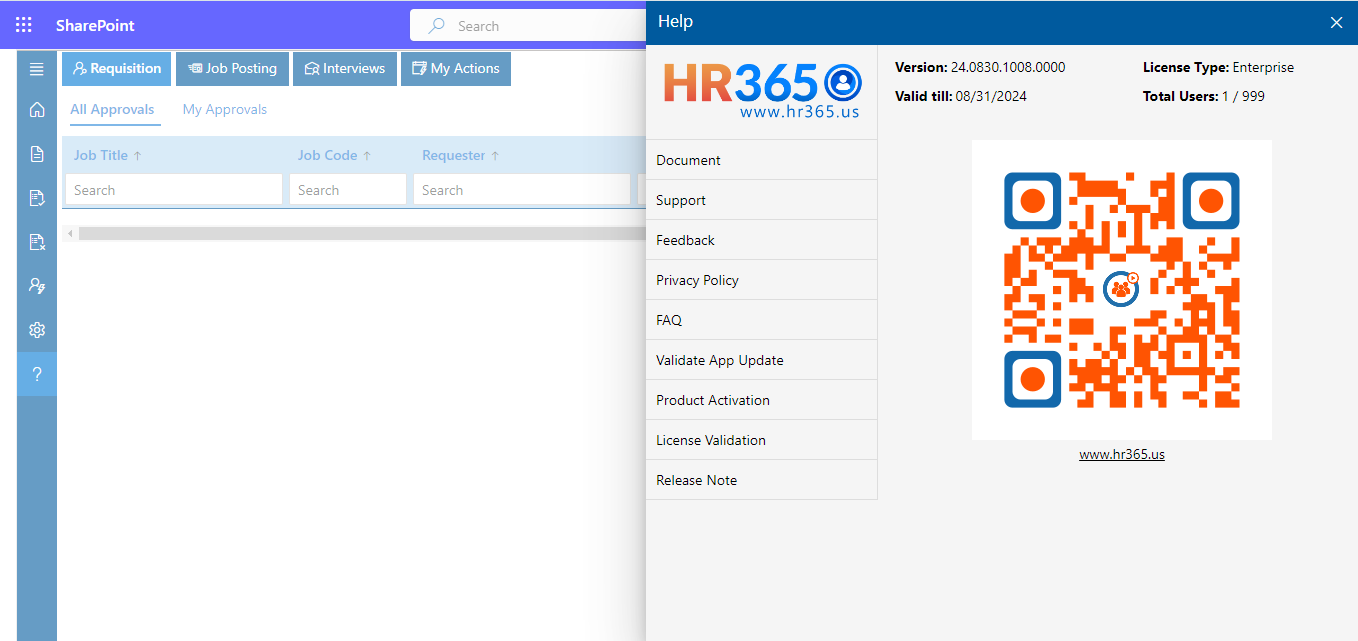 SharePoint
Search
Requisition
Job Posting
Interviews
My Actions
All Approvals
My Approvals
Job Title ↑
Job Code ↑
Requester ↑
Search
Search
Search
Help
HR365
www.hr365.us
Document
Support
Feedback
Privacy Policy
FAQ
Validate App Update
Product Activation
License Validation
Release Note
Version: 24.0830.1008.0000
License Type: Enterprise
Valid till: 08/31/2024
Total Users: 1 / 999
www.hr365.us